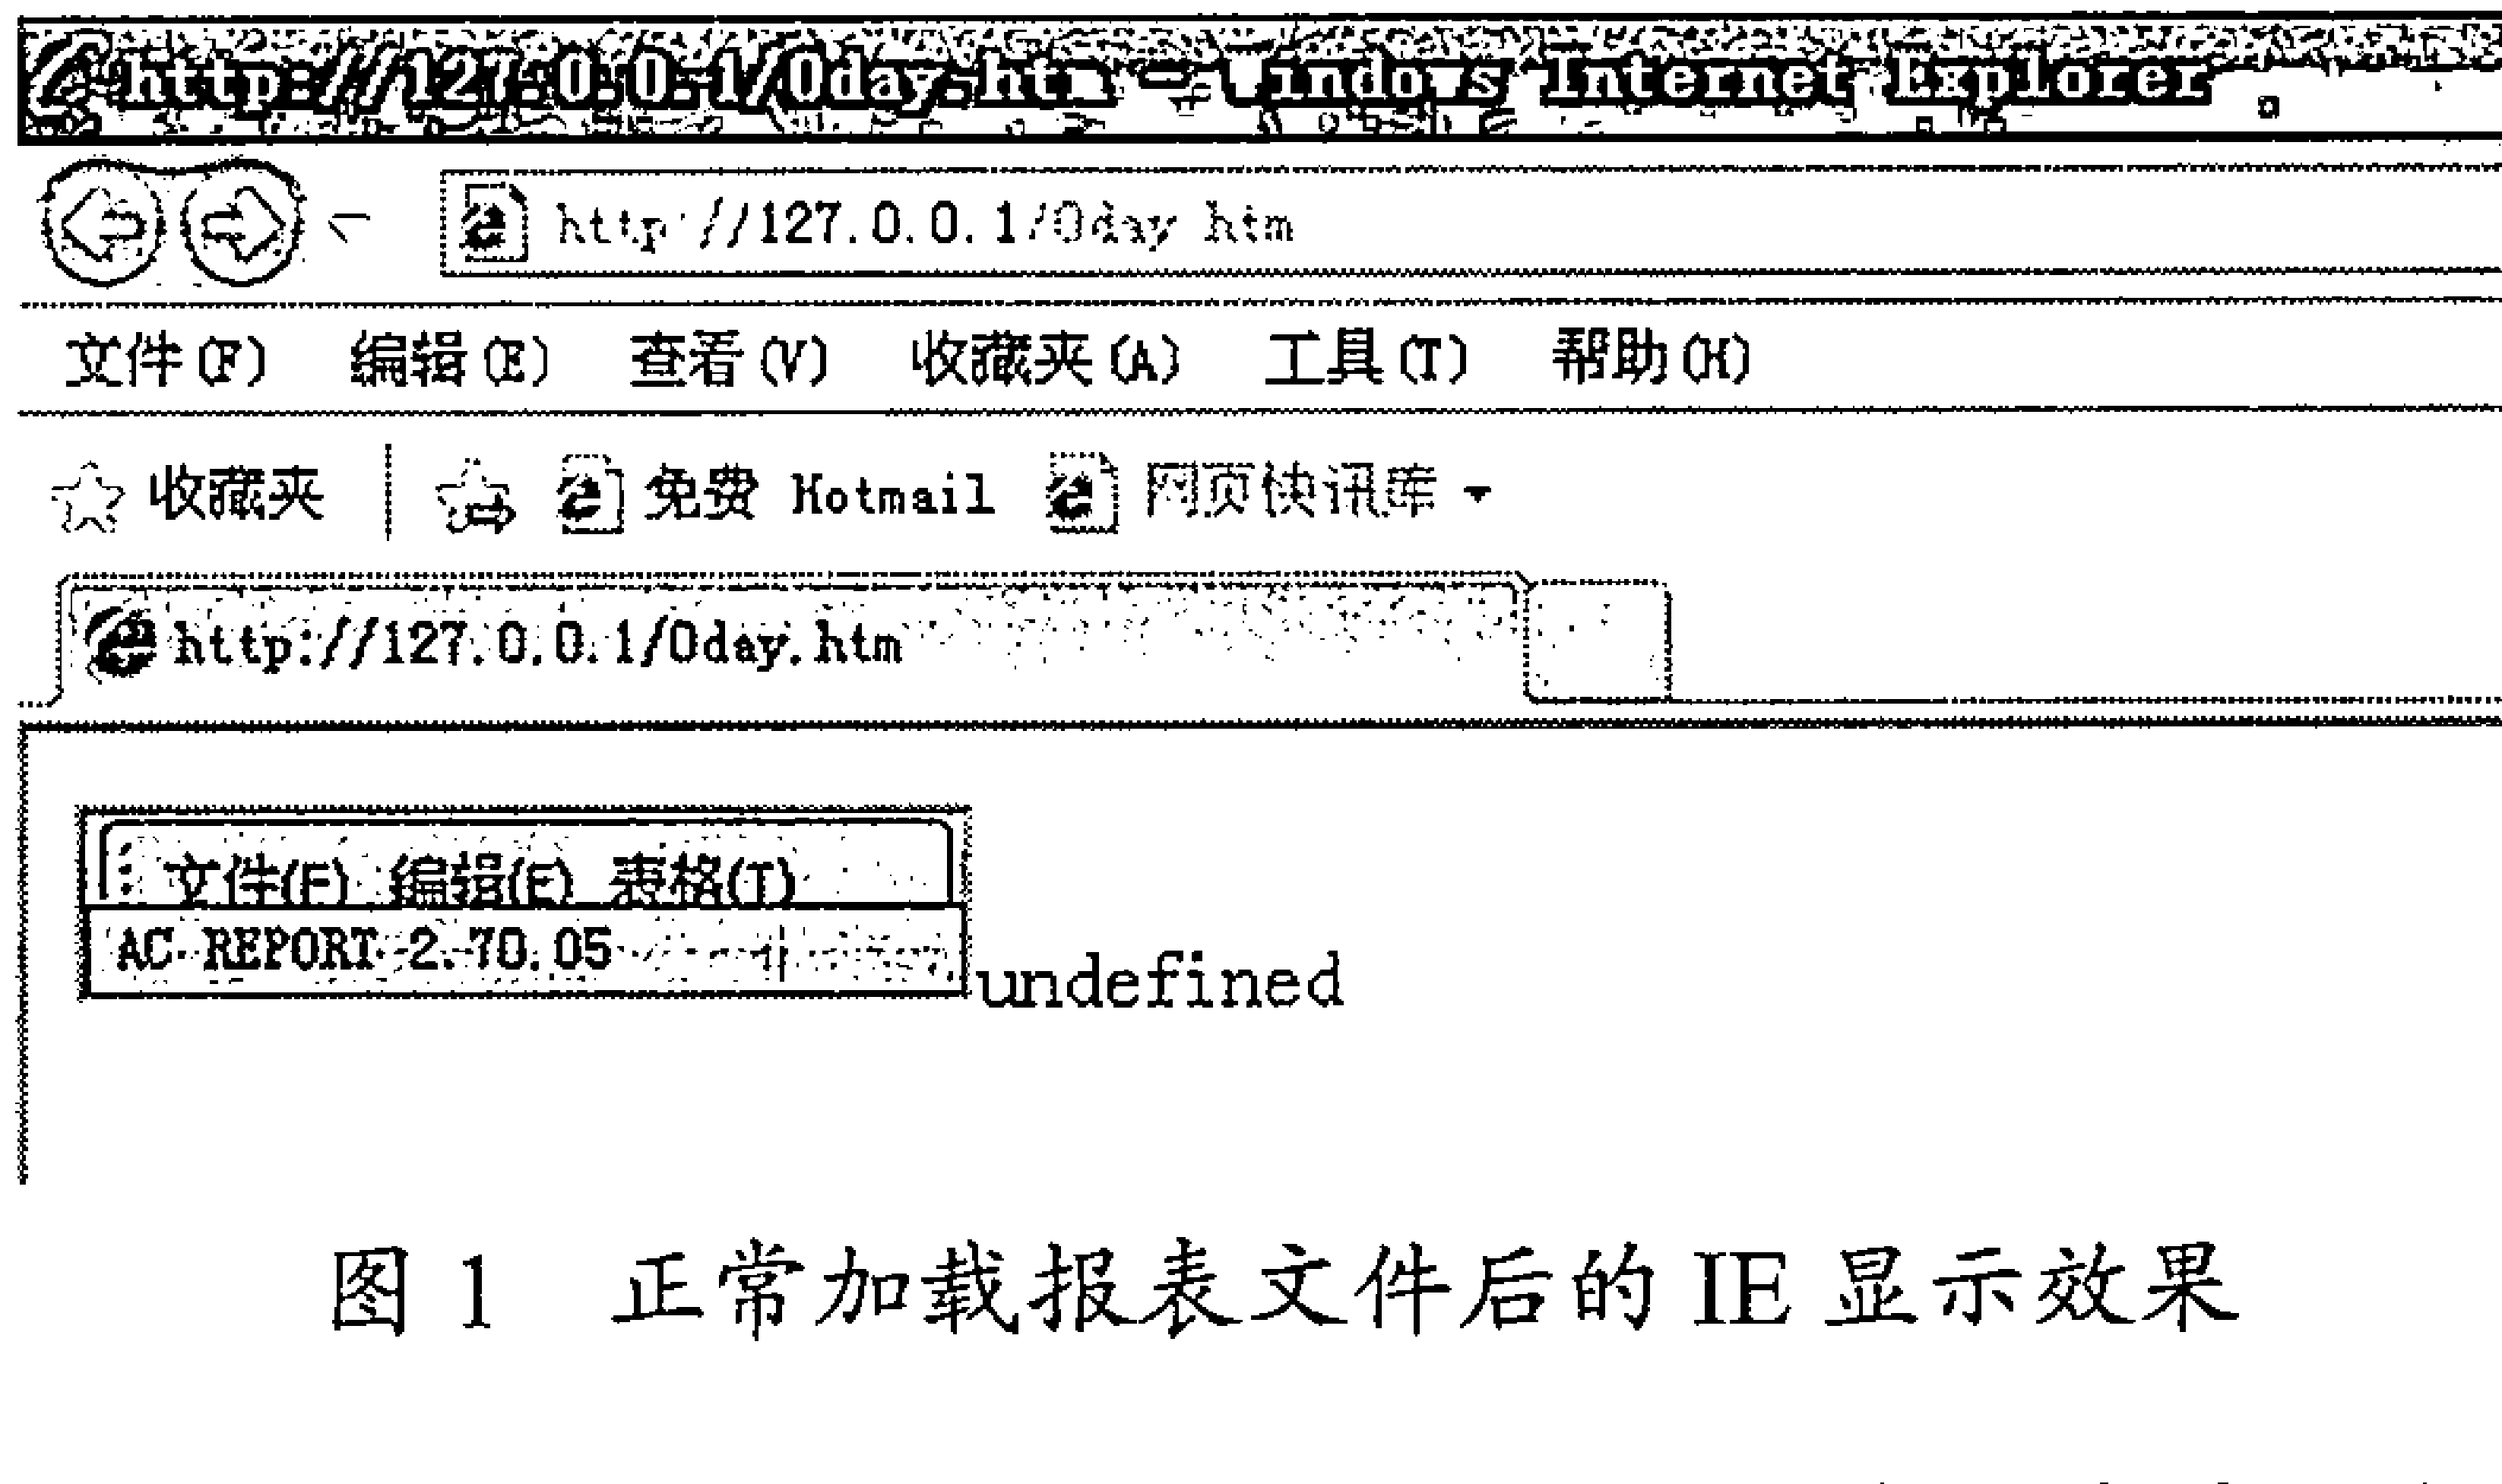 http://127.0.0.1/0day.htm - Windows Internet Explorer
http://127.0.0.1/0day.htm
文件(F) 编辑(E) 查看(V) 收藏夹(A) 工具(T) 帮助(H)
收藏夹 免费 Hotmail 网页快讯库
http://127.0.0.1/0day.htm
文件(F) 编辑(E) 表格(T)
AC REPORT 2.70.05
undefined
图 1 正常加载报表文件后的 IE 显示效果